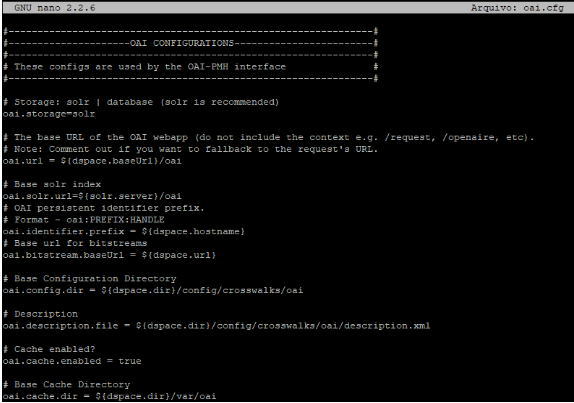 GNU nano 2.2.6 Arquivo: oai.cfg
#---------------------------------------------------------------#
#---------------------OAI CONFIGURATIONS------------------------#
#---------------------------------------------------------------#
# These configs are used by the OAI-PMH interface #
#---------------------------------------------------------------#
# Storage: solr | database (solr is recommended)
oai.storage=solr
# The base URL of the OAI webapp (do not include the context e.g. /request, /openaire, etc).
# Note: Comment out if you want to fallback to the request's URL.
oai.url = ${dspace.baseUrl}/oai
# Base solr index
oai.solr.url=${solr.server}/oai
# OAI persistent identifier prefix.
# Format - oai:PREFIX:HANDLE
oai.identifier.prefix = ${dspace.hostname}
# Base url for bitstreams
oai.bitstream.baseUrl = ${dspace.url}
# Base Configuration Directory
oai.config.dir = ${dspace.dir}/config/crosswalks/oai
# Description
oai.description.file = ${dspace.dir}/config/crosswalks/oai/description.xml
# Cache enabled?
oai.cache.enabled = true
# Base Cache Directory
oai.cache.dir = ${dspace.dir}/var/oai